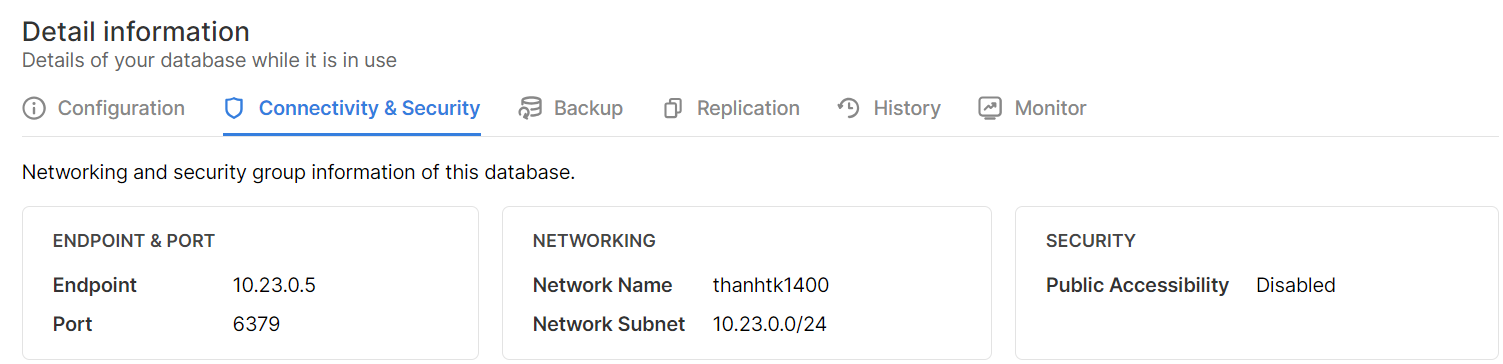 Detail information
Details of your database while it is in use
Configuration Connectivity & Security Backup Replication History Monitor
Networking and security group information of this database.
ENDPOINT & PORT
Endpoint 10.23.0.5
Port 6379
NETWORKING
Network Name thanhtk1400
Network Subnet 10.23.0.0/24
SECURITY
Public Accessibility Disabled